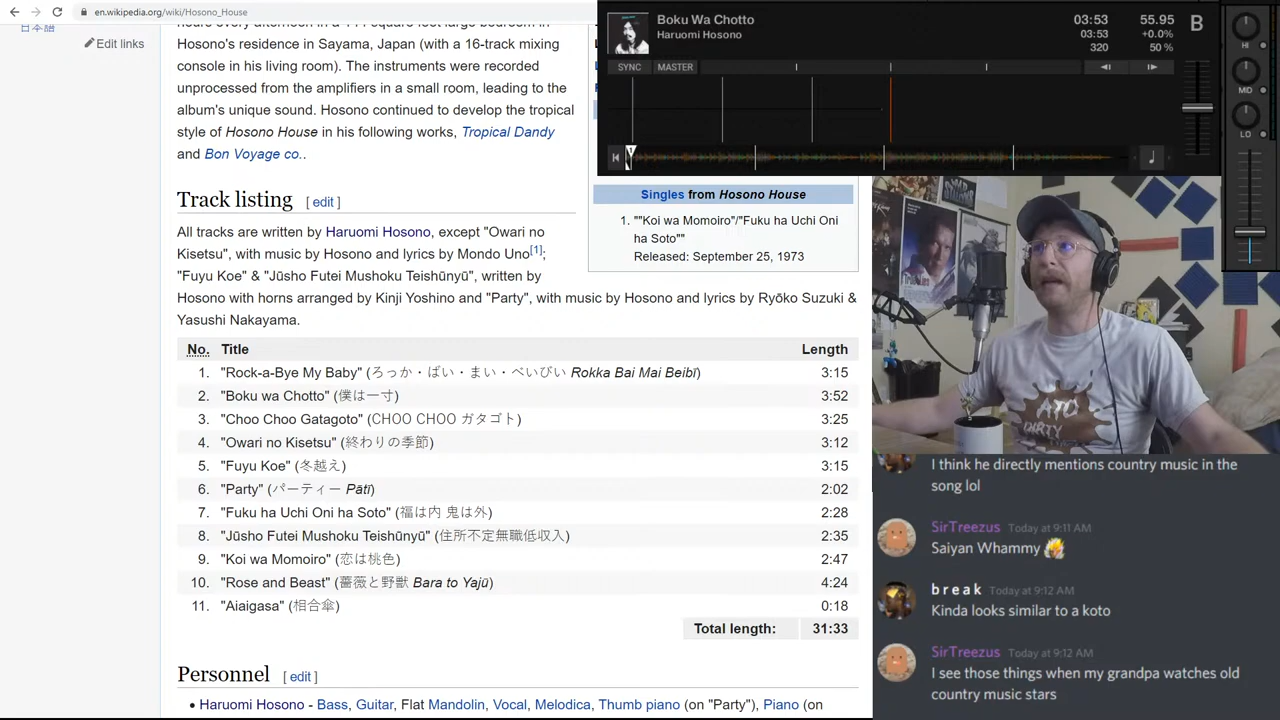 en.wikipedia.org/wiki/Hosono_House
日本語
Edit links
Hosono's residence in Sayama, Japan (with a 16-track mixing
console in his living room). The instruments were recorded
unprocessed from the amplifiers in a small room, leading to the
album's unique sound. Hosono continued to develop the tropical
style of Hosono House in his following works, Tropical Dandy
and Bon Voyage co..
Track listing [ edit ]
All tracks are written by Haruomi Hosono, except "Owari no
Kisetsu", with music by Hosono and lyrics by Mondo Uno[1];
"Fuyu Koe" & "Jūsho Futei Mushoku Teishūnyū", written by
Hosono with horns arranged by Kinji Yoshino and "Party", with music by Hosono and lyrics by Ryōko Suzuki &
Yasushi Nakayama.
No. Title Length
1. "Rock-a-Bye My Baby" (ろっか・ばい・まい・べいびい Rokka Bai Mai Beibī) 3:15
2. "Boku wa Chotto" (僕は一寸) 3:52
3. "Choo Choo Gatagoto" (CHOO CHOO ガタゴト) 3:25
4. "Owari no Kisetsu" (終わりの季節) 3:12
5. "Fuyu Koe" (冬越え) 3:15
6. "Party" (パーティー Pātī) 2:02
7. "Fuku ha Uchi Oni ha Soto" (福は内 鬼は外) 2:28
8. "Jūsho Futei Mushoku Teishūnyū" (住所不定無職低収入) 2:35
9. "Koi wa Momoiro" (恋は桃色) 2:47
10. "Rose and Beast" (薔薇と野獣 Bara to Yajū) 4:24
11. "Aiaigasa" (相合傘) 0:18
Total length: 31:33
Personnel [ edit ]
• Haruomi Hosono - Bass, Guitar, Flat Mandolin, Vocal, Melodica, Thumb piano (on "Party"), Piano (on
Singles from Hosono House
1. ""Koi wa Momoiro"/"Fuku ha Uchi Oni
ha Soto""
Released: September 25, 1973
Boku Wa Chotto 03:53 55.95 B
Haruomi Hosono 03:53 +0.0%
320 50 %
SYNC MASTER
HI
MID
LO
ATO
DIRTY
I think he directly mentions country music in the
song lol
SirTreezus Today at 9:11 AM
Saiyan Whammy
break Today at 9:12 AM
Kinda looks similar to a koto
SirTreezus Today at 9:12 AM
I see those things when my grandpa watches old
country music stars